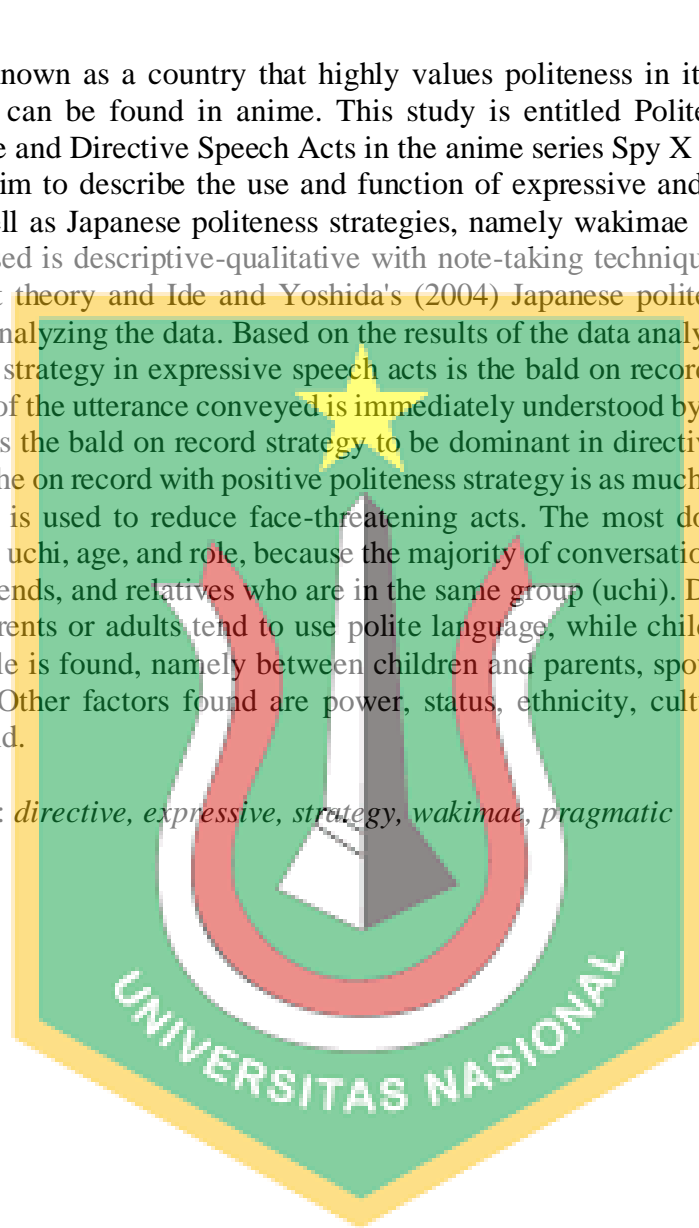 nown as a country that highly values politeness in it
can be found in anime. This study is entitled Polite
e and Directive Speech Acts in the anime series Spy X
im to describe the use and function of expressive and
ll as Japanese politeness strategies, namely wakimae
sed is descriptive-qualitative with note-taking techniqu
t theory and Ide and Yoshida's (2004) Japanese polite
nalyzing the data. Based on the results of the data analy
strategy in expressive speech acts is the bald on record
of the utterance conveyed is immediately understood by
s the bald on record strategy to be dominant in directiv
he on record with positive politeness strategy is as much
is used to reduce face-threatening acts. The most do
uchi, age, and role, because the majority of conversatio
ends, and relatives who are in the same group (uchi). D
rents or adults tend to use polite language, while chil
le is found, namely between children and parents, spo
Other factors found are power, status, ethnicity, cult
d.
: directive, expressive, strategy, wakimae, pragmatic
UNIVERSITAS NASIONAL